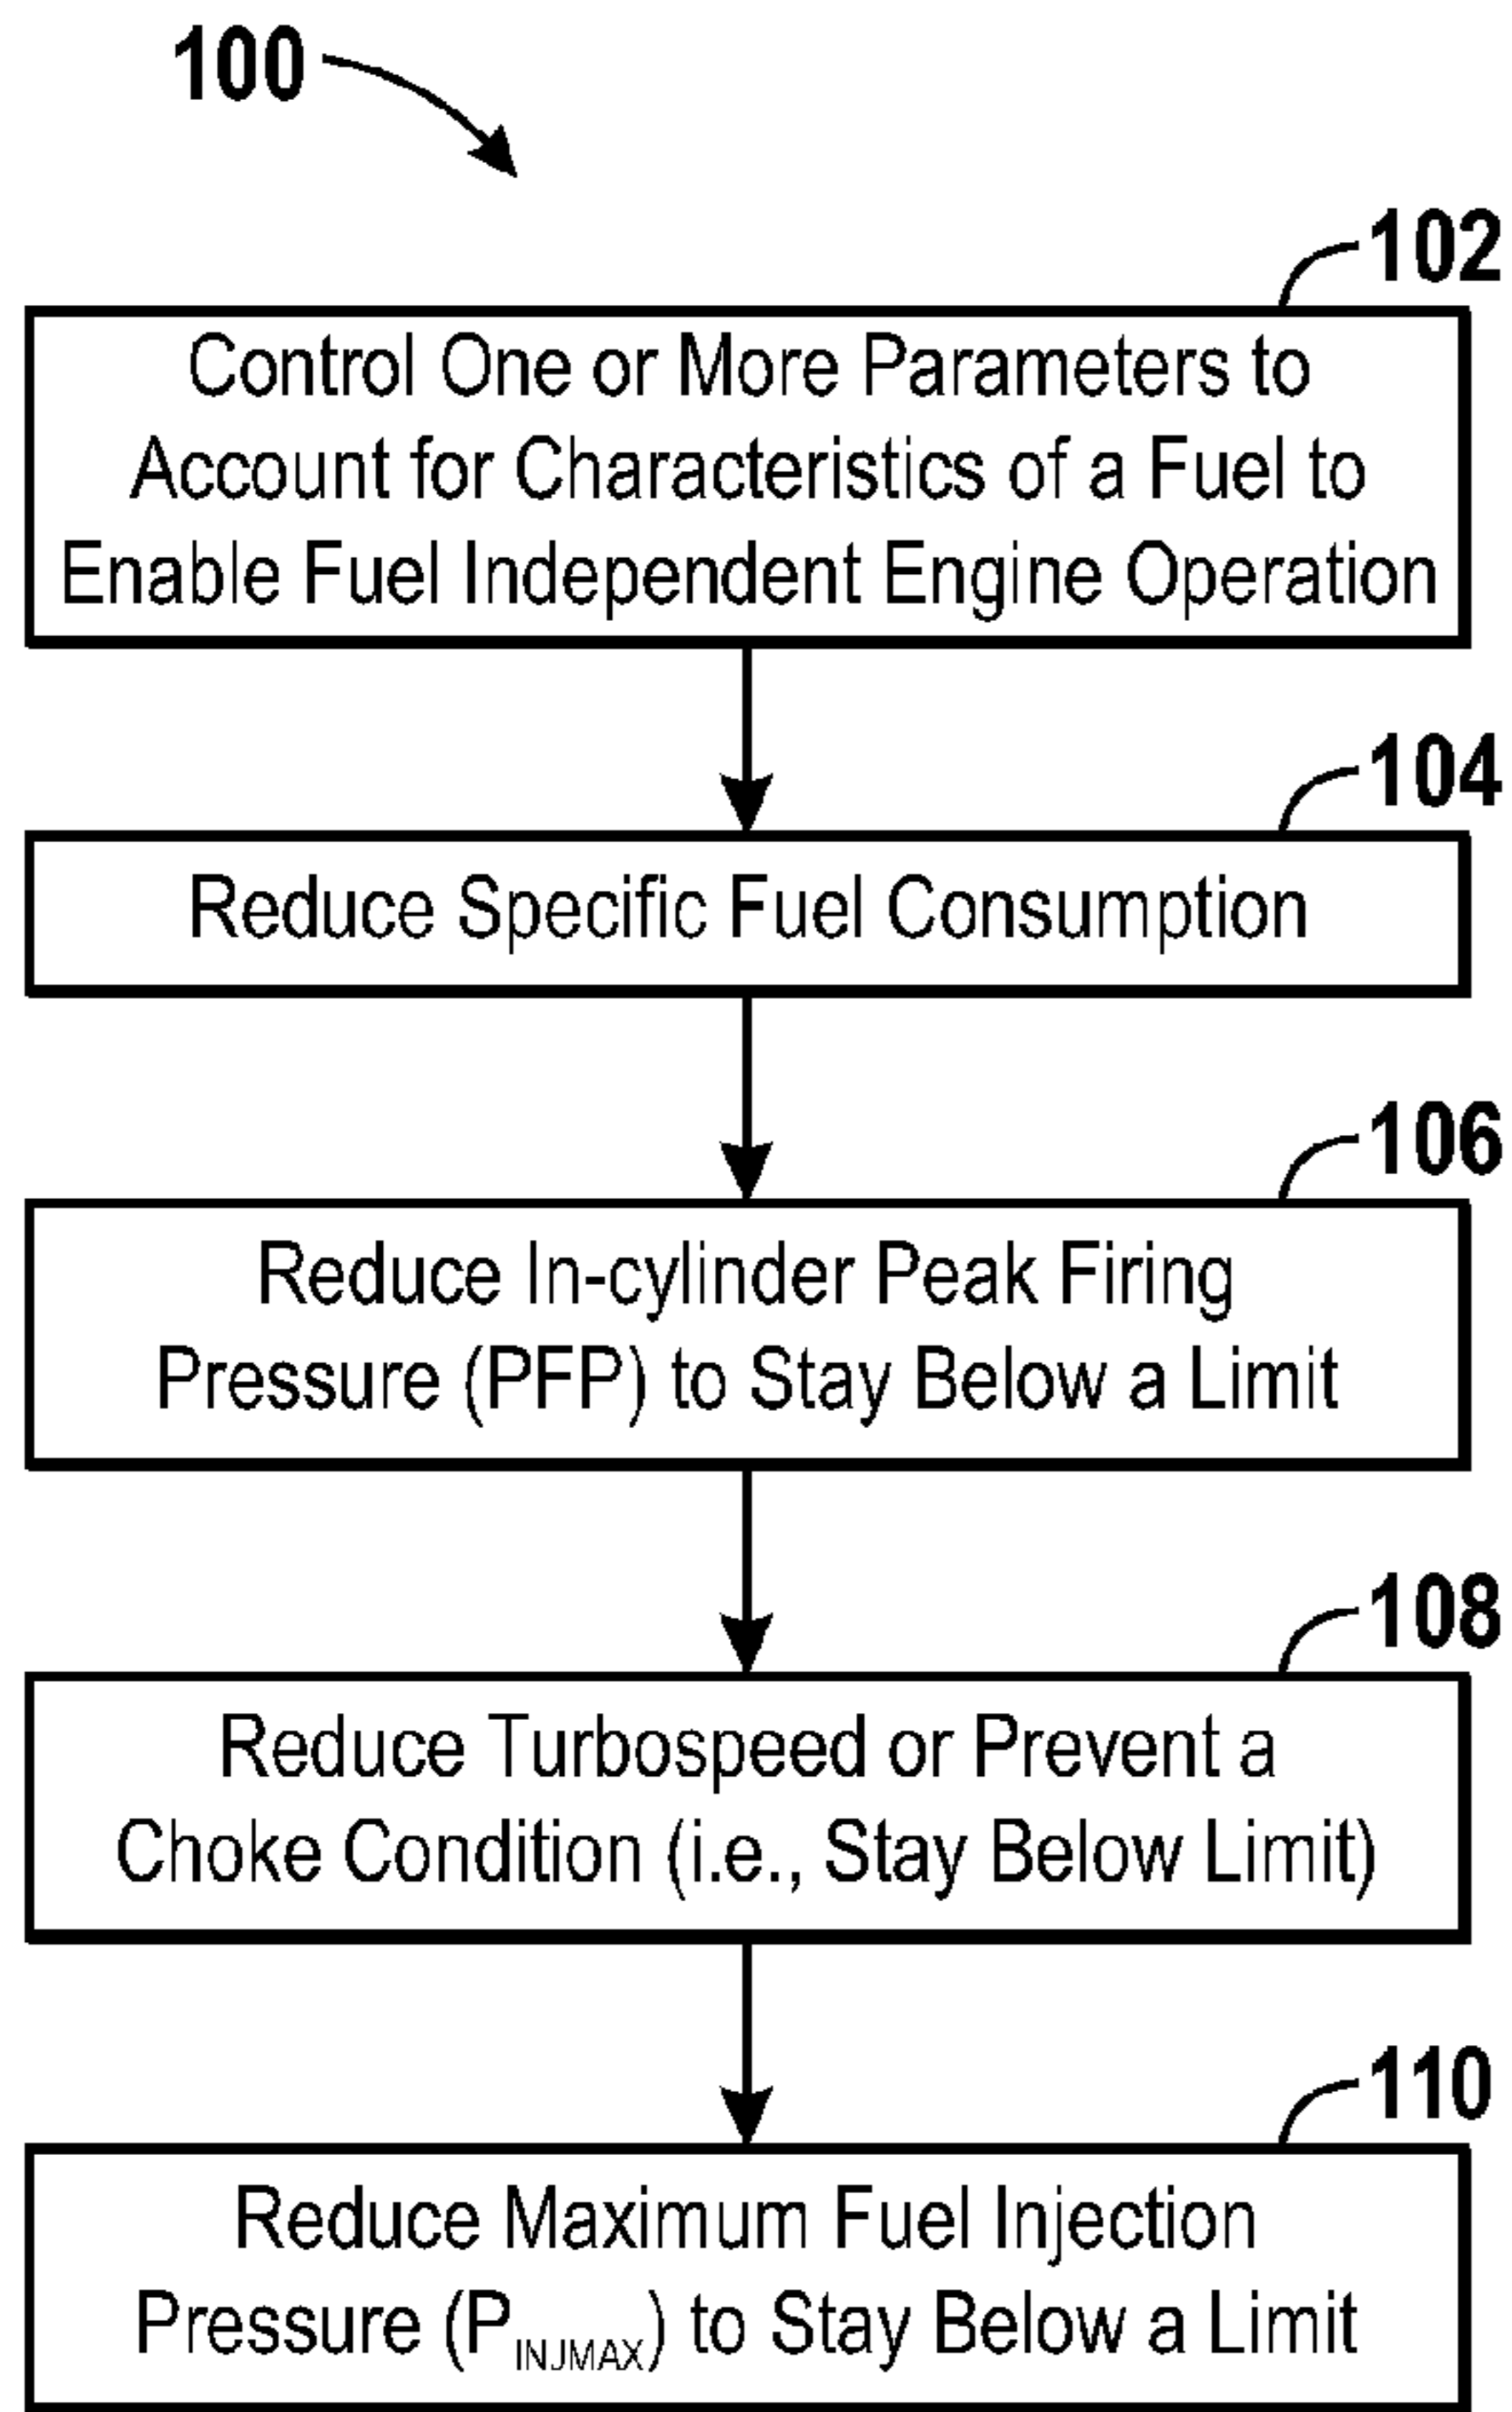 100
102
Control One or More Parameters to
Account for Characteristics of a Fuel to
Enable Fuel Independent Engine Operation
104
Reduce Specific Fuel Consumption
106
Reduce In-cylinder Peak Firing
Pressure (PFP) to Stay Below a Limit
108
Reduce Turbospeed or Prevent a
Choke Condition (i.e., Stay Below Limit)
110
Reduce Maximum Fuel Injection
Pressure (PINJMAX) to Stay Below a Limit